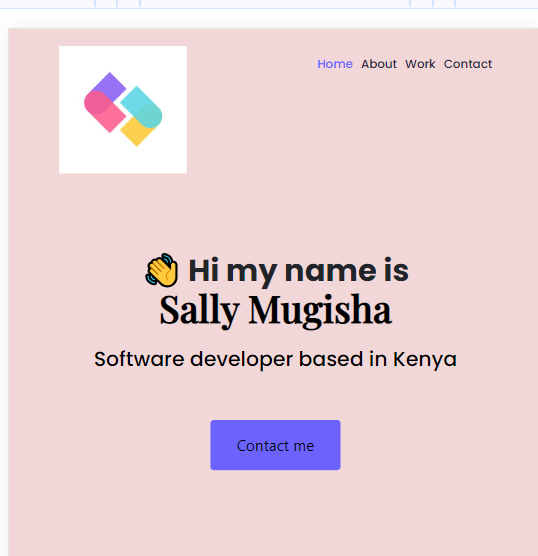 Home About Work Contact
👋 Hi my name is
Sally Mugisha
Software developer based in Kenya
Contact me